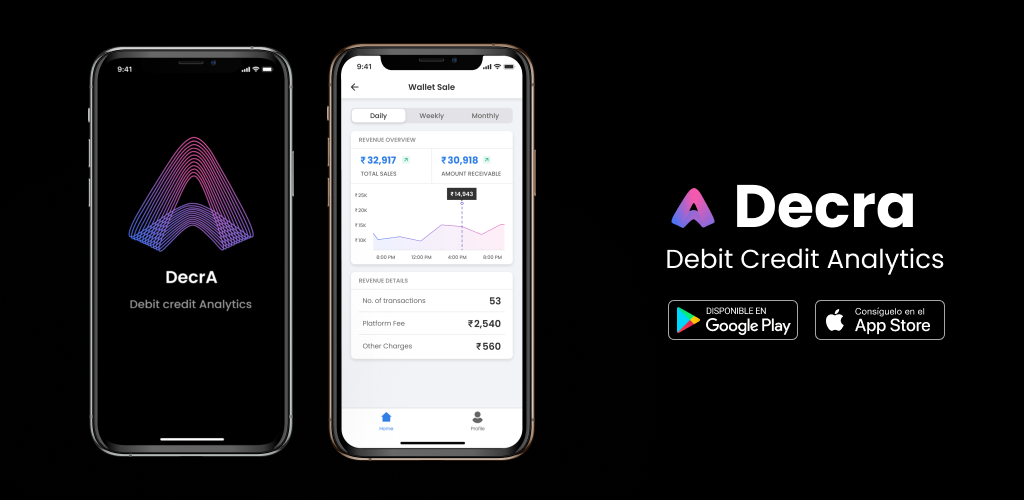 9:41
DecrA
Debit credit Analytics
9:41
Wallet Sale
Daily Weekly Monthly
REVENUE OVERVIEW
₹32,917 ₹30,918
TOTAL SALES AMOUNT RECEIVABLE
₹14,943
₹25K
₹20K
₹15K
₹10K
8:00 PM 12:00 PM 4:00 PM 8:00 PM
REVENUE DETAILS
No. of transactions 53
Platform Fee ₹2,540
Other Charges ₹560
Home Profile
Decra
Debit Credit Analytics
DISPONIBLE EN
Google Play
Consíguelo en el
App Store